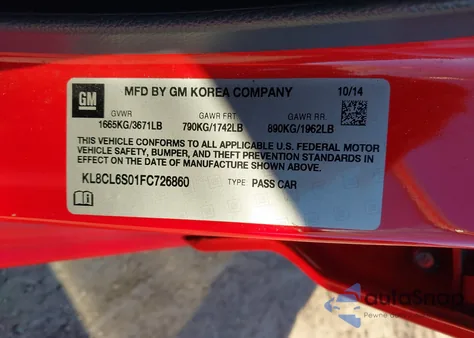 GM
MFD BY GM KOREA COMPANY 10/14
GVWR GAWR FRT GAWR RR.
1665KG/3671LB 790KG/1742LB 890KG/1962LB
THIS VEHICLE CONFORMS TO ALL APPLICABLE U.S. FEDERAL MOTOR
VEHICLE SAFETY, BUMPER, AND THEFT PREVENTION STANDARDS IN
EFFECT ON THE DATE OF MANUFACTURE SHOWN ABOVE.
KL8CL6S01FC726860 TYPE: PASS CAR
autoSnap
Pewne auto